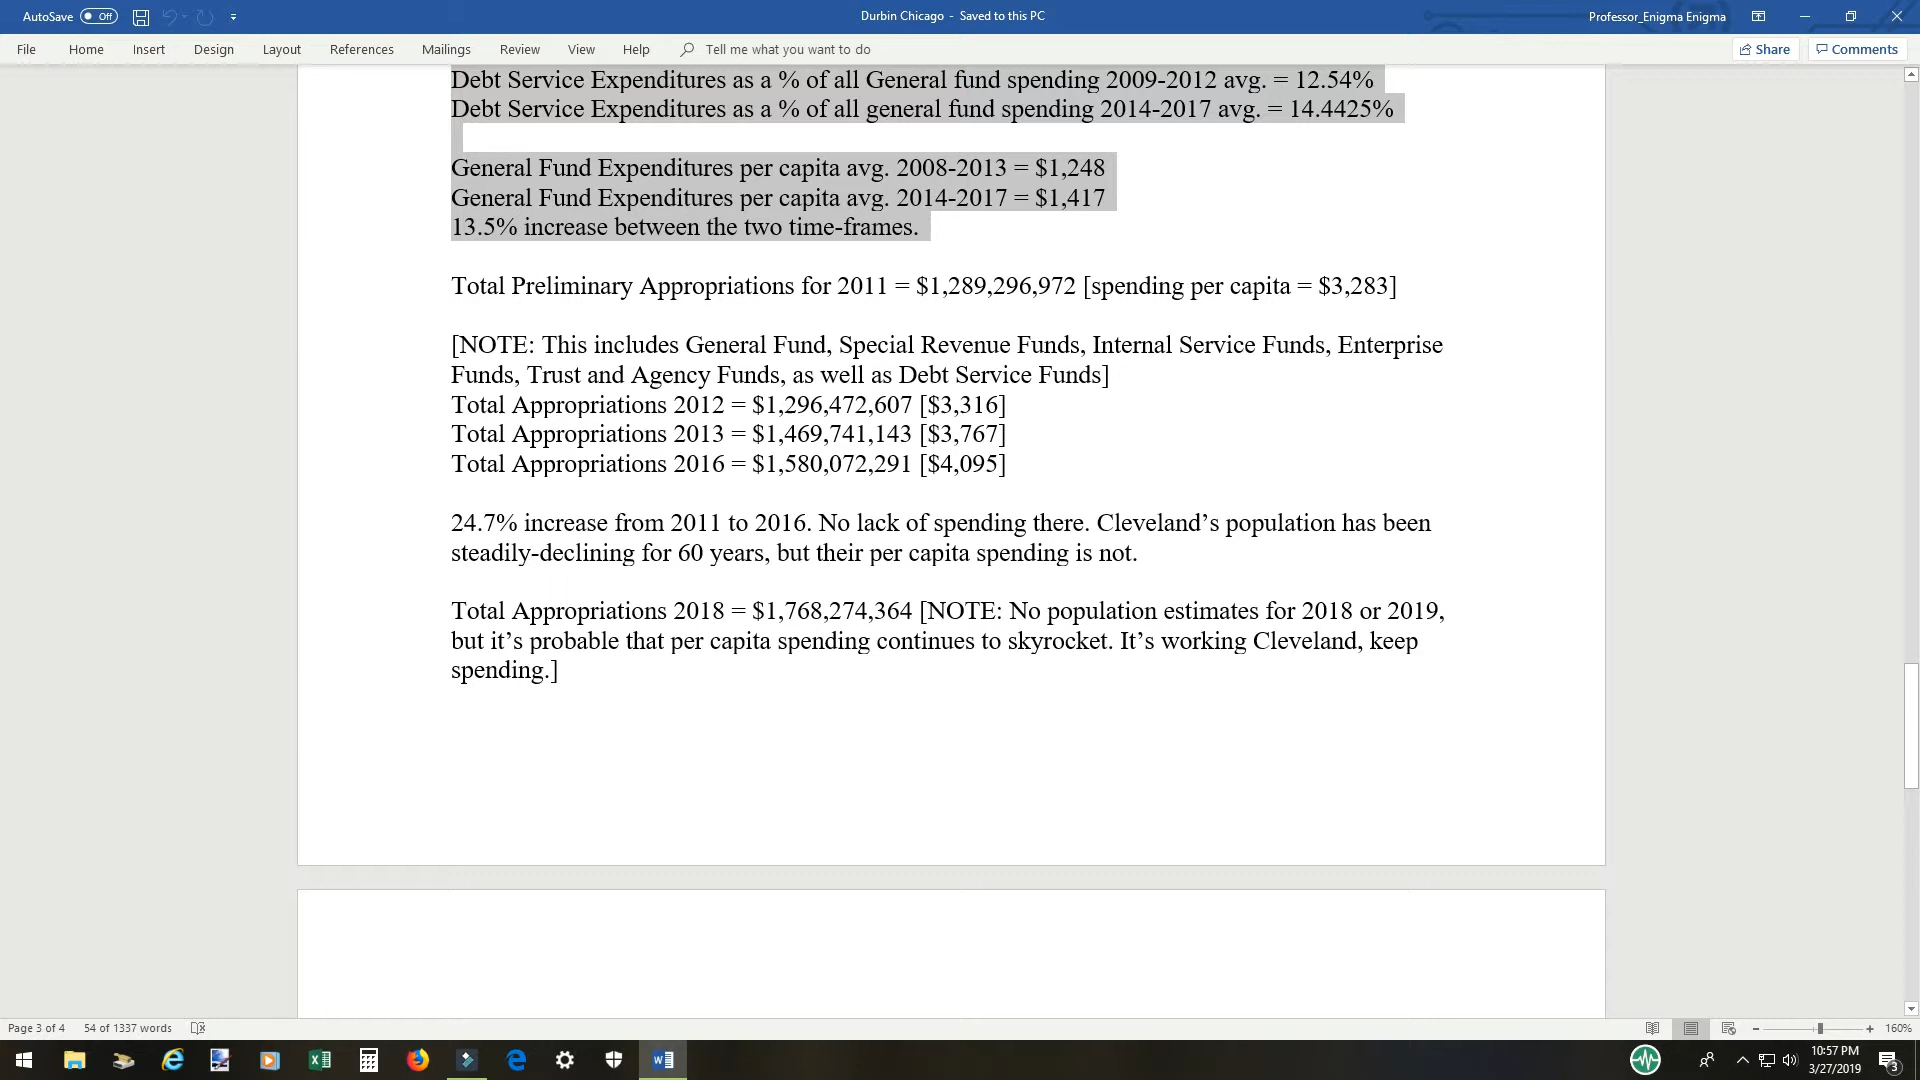 AutoSave Off Durbin Chicago - Saved to this PC Professor_Enigma Enigma
File Home Insert Design Layout References Mailings Review View Help Tell me what you want to do Share Comments
Debt Service Expenditures as a % of all General fund spending 2009-2012 avg. = 12.54%
Debt Service Expenditures as a % of all general fund spending 2014-2017 avg. = 14.4425%
General Fund Expenditures per capita avg. 2008-2013 = $1,248
General Fund Expenditures per capita avg. 2014-2017 = $1,417
13.5% increase between the two time-frames.
Total Preliminary Appropriations for 2011 = $1,289,296,972 [spending per capita = $3,283]
[NOTE: This includes General Fund, Special Revenue Funds, Internal Service Funds, Enterprise
Funds, Trust and Agency Funds, as well as Debt Service Funds]
Total Appropriations 2012 = $1,296,472,607 [$3,316]
Total Appropriations 2013 = $1,469,741,143 [$3,767]
Total Appropriations 2016 = $1,580,072,291 [$4,095]
24.7% increase from 2011 to 2016. No lack of spending there. Cleveland’s population has been
steadily-declining for 60 years, but their per capita spending is not.
Total Appropriations 2018 = $1,768,274,364 [NOTE: No population estimates for 2018 or 2019,
but it’s probable that per capita spending continues to skyrocket. It’s working Cleveland, keep
spending.]
Page 3 of 4 54 of 1337 words 160%
10:57 PM
3/27/2019 3